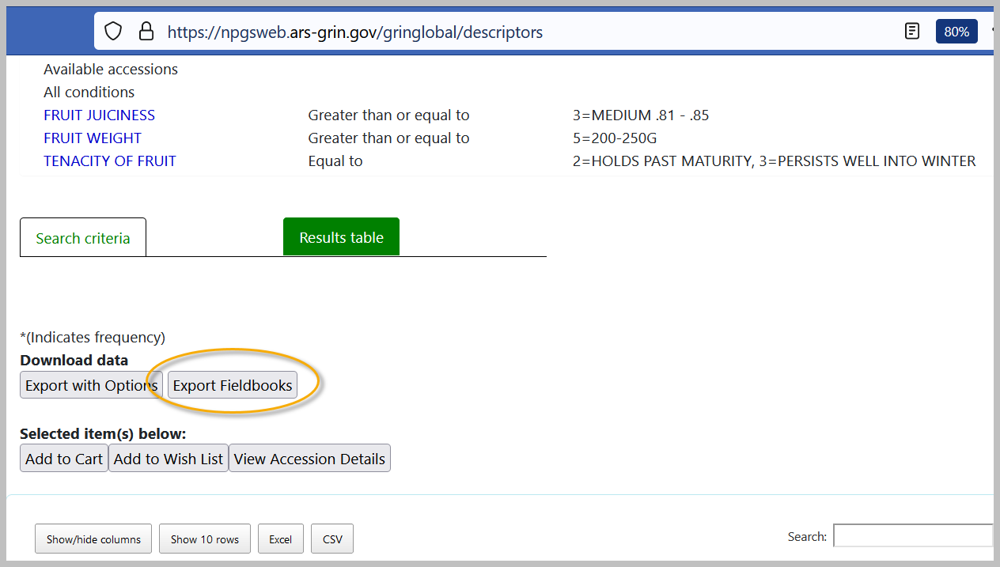 https://npgsweb.ars-grin.gov/gringlobal/descriptors 80%
Available accessions
All conditions
FRUIT JUICINESS Greater than or equal to 3=MEDIUM .81 - .85
FRUIT WEIGHT Greater than or equal to 5=200-250G
TENACITY OF FRUIT Equal to 2=HOLDS PAST MATURITY, 3=PERSISTS WELL INTO WINTER
Search criteria Results table
*(Indicates frequency)
Download data
Export with Options Export Fieldbooks
Selected item(s) below:
Add to Cart Add to Wish List View Accession Details
Show/hide columns Show 10 rows Excel CSV Search: